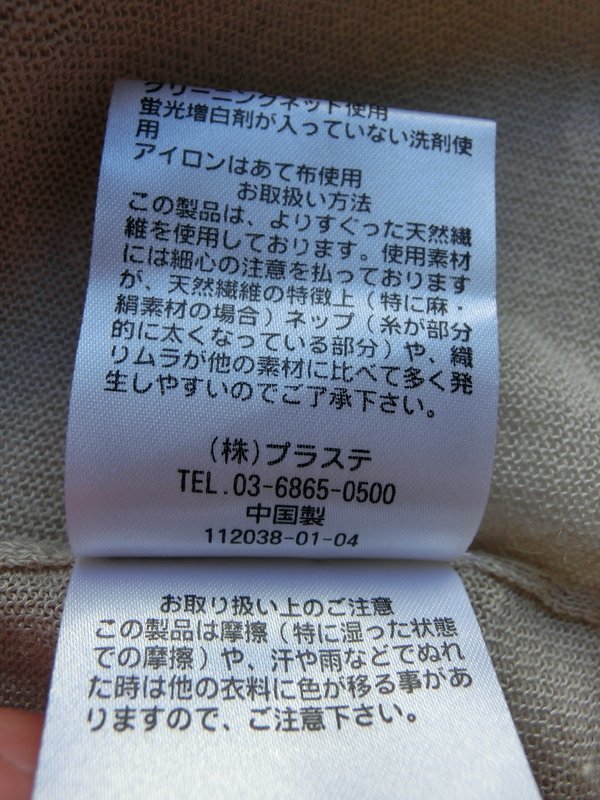 クリーニングネット使用
蛍光増白剤が入っていない洗剤使
用
アイロンはあて布使用
お取扱い方法
この製品は、よりすぐった天然繊
維を使用しております。使用素材
には細心の注意を払っております
が、天然繊維の特徴上（特に麻・
絹素材の場合）ネップ（糸が部分
的に太くなっている部分）や、織
りムラが他の素材に比べて多く発
生しやすいのでご了承下さい。
(株)プラステ
TEL.03-6865-0500
中国製
112038-01-04
お取り扱い上のご注意
この製品は摩擦（特に湿った状態
での摩擦）や、汗や雨などでぬれ
た時は他の衣料に色が移る事があ
りますので、ご注意下さい。